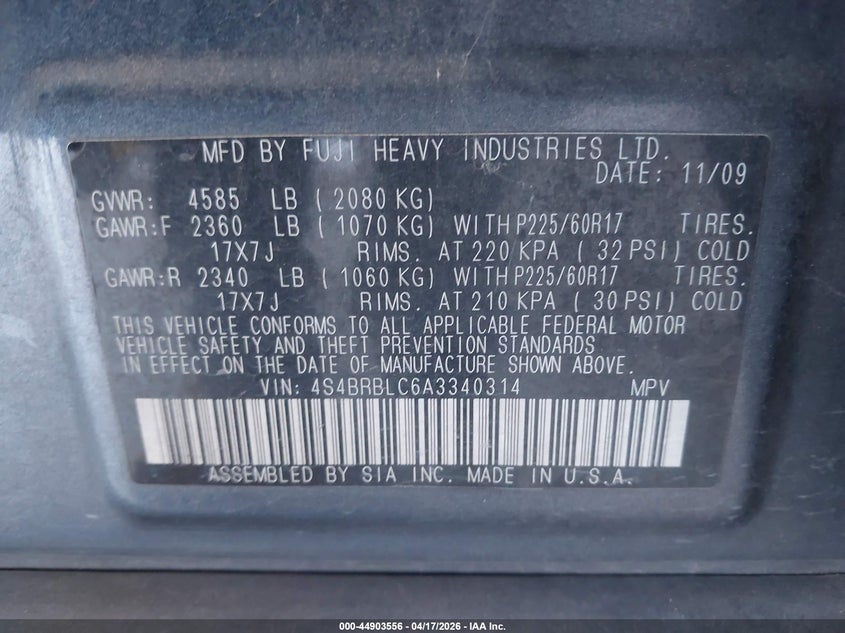 MFD BY FUJI HEAVY INDUSTRIES LTD.
DATE: 11/09
GVWR: 4585 LB ( 2080 KG)
GAWR:F 2360 LB ( 1070 KG) WITH P225/60R17 TIRES.
17X7J RIMS. AT 220 KPA ( 32 PSI) COLD
GAWR:R 2340 LB ( 1060 KG) WITH P225/60R17 TIRES.
17X7J RIMS. AT 210 KPA ( 30 PSI) COLD
THIS VEHICLE CONFORMS TO ALL APPLICABLE FEDERAL MOTOR
VEHICLE SAFETY AND THEFT PREVENTION STANDARDS
IN EFFECT ON THE DATE OF MANUFACTURE SHOWN ABOVE.
VIN: 4S4BRBLC6A3340314 MPV
ASSEMBLED BY SIA INC. MADE IN U.S.A.
000-44903556 - 04/17/2026 - IAA Inc.